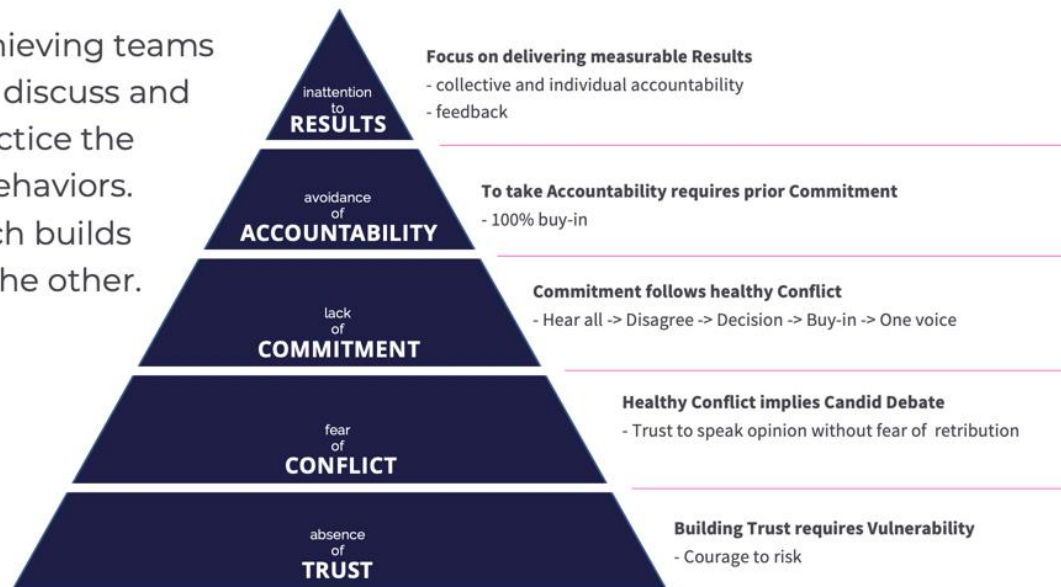 hieving teams
discuss and
ctice the
ehaviors.
ch builds
he other.
inattention
to
RESULTS
Focus on delivering measurable Results
- collective and individual accountability
- feedback
avoidance
of
ACCOUNTABILITY
To take Accountability requires prior Commitment
- 100% buy-in
lack
of
COMMITMENT
Commitment follows healthy Conflict
- Hear all -> Disagree -> Decision -> Buy-in -> One voice
fear
of
CONFLICT
Healthy Conflict implies Candid Debate
- Trust to speak opinion without fear of retribution
absence
of
TRUST
Building Trust requires Vulnerability
- Courage to risk